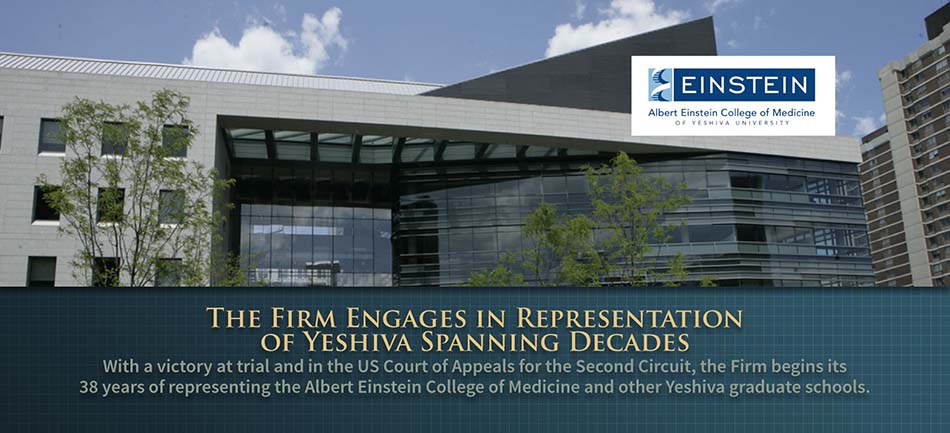 EINSTEIN
Albert Einstein College of Medicine
OF YESHIVA UNIVERSITY
The Firm Engages in Representation
of Yeshiva Spanning Decades
With a victory at trial and in the US Court of Appeals for the Second Circuit, the Firm begins its
38 years of representing the Albert Einstein College of Medicine and other Yeshiva graduate schools.